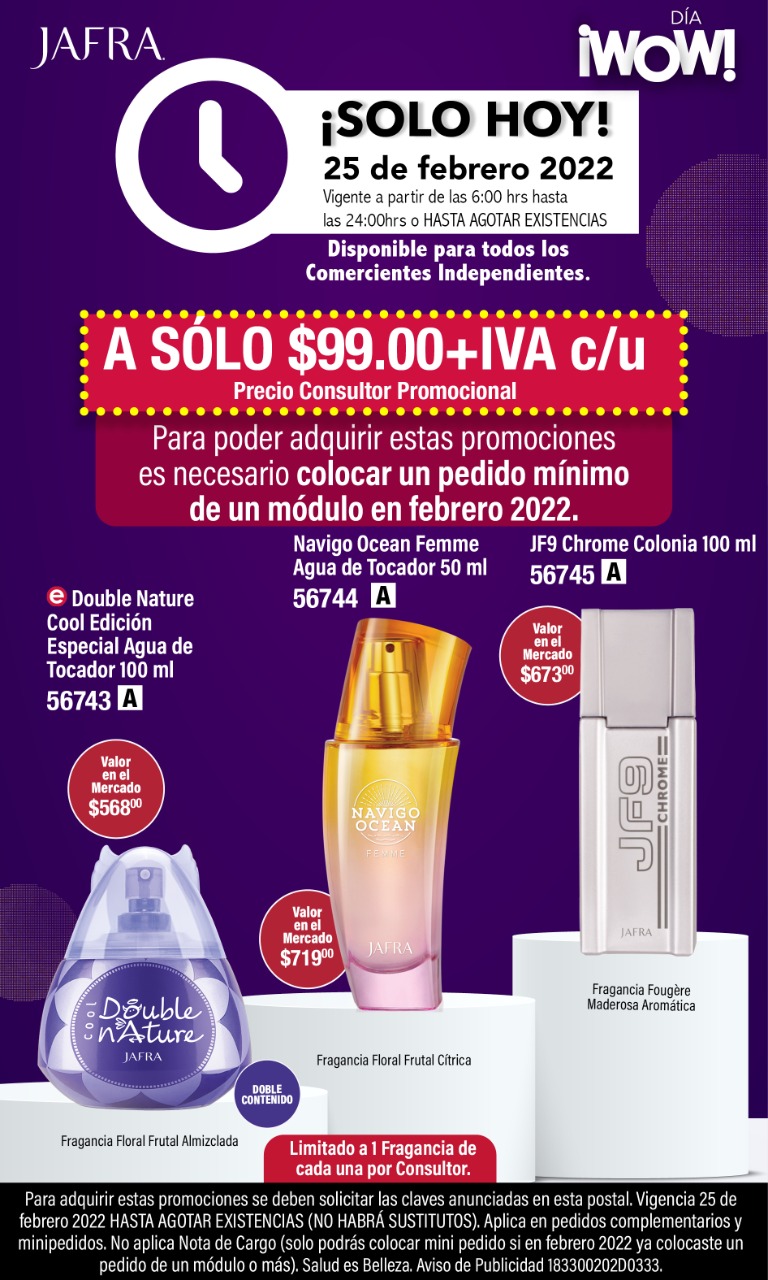 JAFRA
DÍA
¡WOW!
¡SOLO HOY!
25 de febrero 2022
Vigente a partir de las 6:00 hrs hasta
las 24:00hrs o HASTA AGOTAR EXISTENCIAS
Disponible para todos los
Comercientes Independientes.
A SÓLO $99.00+IVA c/u
Precio Consultor Promocional
Para poder adquirir estas promociones
es necesario colocar un pedido mínimo
de un módulo en febrero 2022.
e Double Nature
Cool Edición
Especial Agua de
Tocador 100 ml
56743 A
Valor
en el
Mercado
$56800
COOL
Double
nAture
JAFRA
DOBLE
CONTENIDO
Fragancia Floral Frutal Almizclada
Navigo Ocean Femme
Agua de Tocador 50 ml
56744 A
NAVIGO
OCEAN
FEMME
JAFRA
Valor
en el
Mercado
$71900
Fragancia Floral Frutal Cítrica
JF9 Chrome Colonia 100 ml
56745 A
Valor
en el
Mercado
$67300
JF9
CHROME
JAFRA
Fragancia Fougère
Maderosa Aromática
Limitado a 1 Fragancia de
cada una por Consultor.
Para adquirir estas promociones se deben solicitar las claves anunciadas en esta postal. Vigencia 25 de
febrero 2022 HASTA AGOTAR EXISTENCIAS (NO HABRÁ SUSTITUTOS). Aplica en pedidos complementarios y
minipedidos. No aplica Nota de Cargo (solo podrás colocar mini pedido si en febrero 2022 ya colocaste un
pedido de un módulo o más). Salud es Belleza. Aviso de Publicidad 183300202D0333.